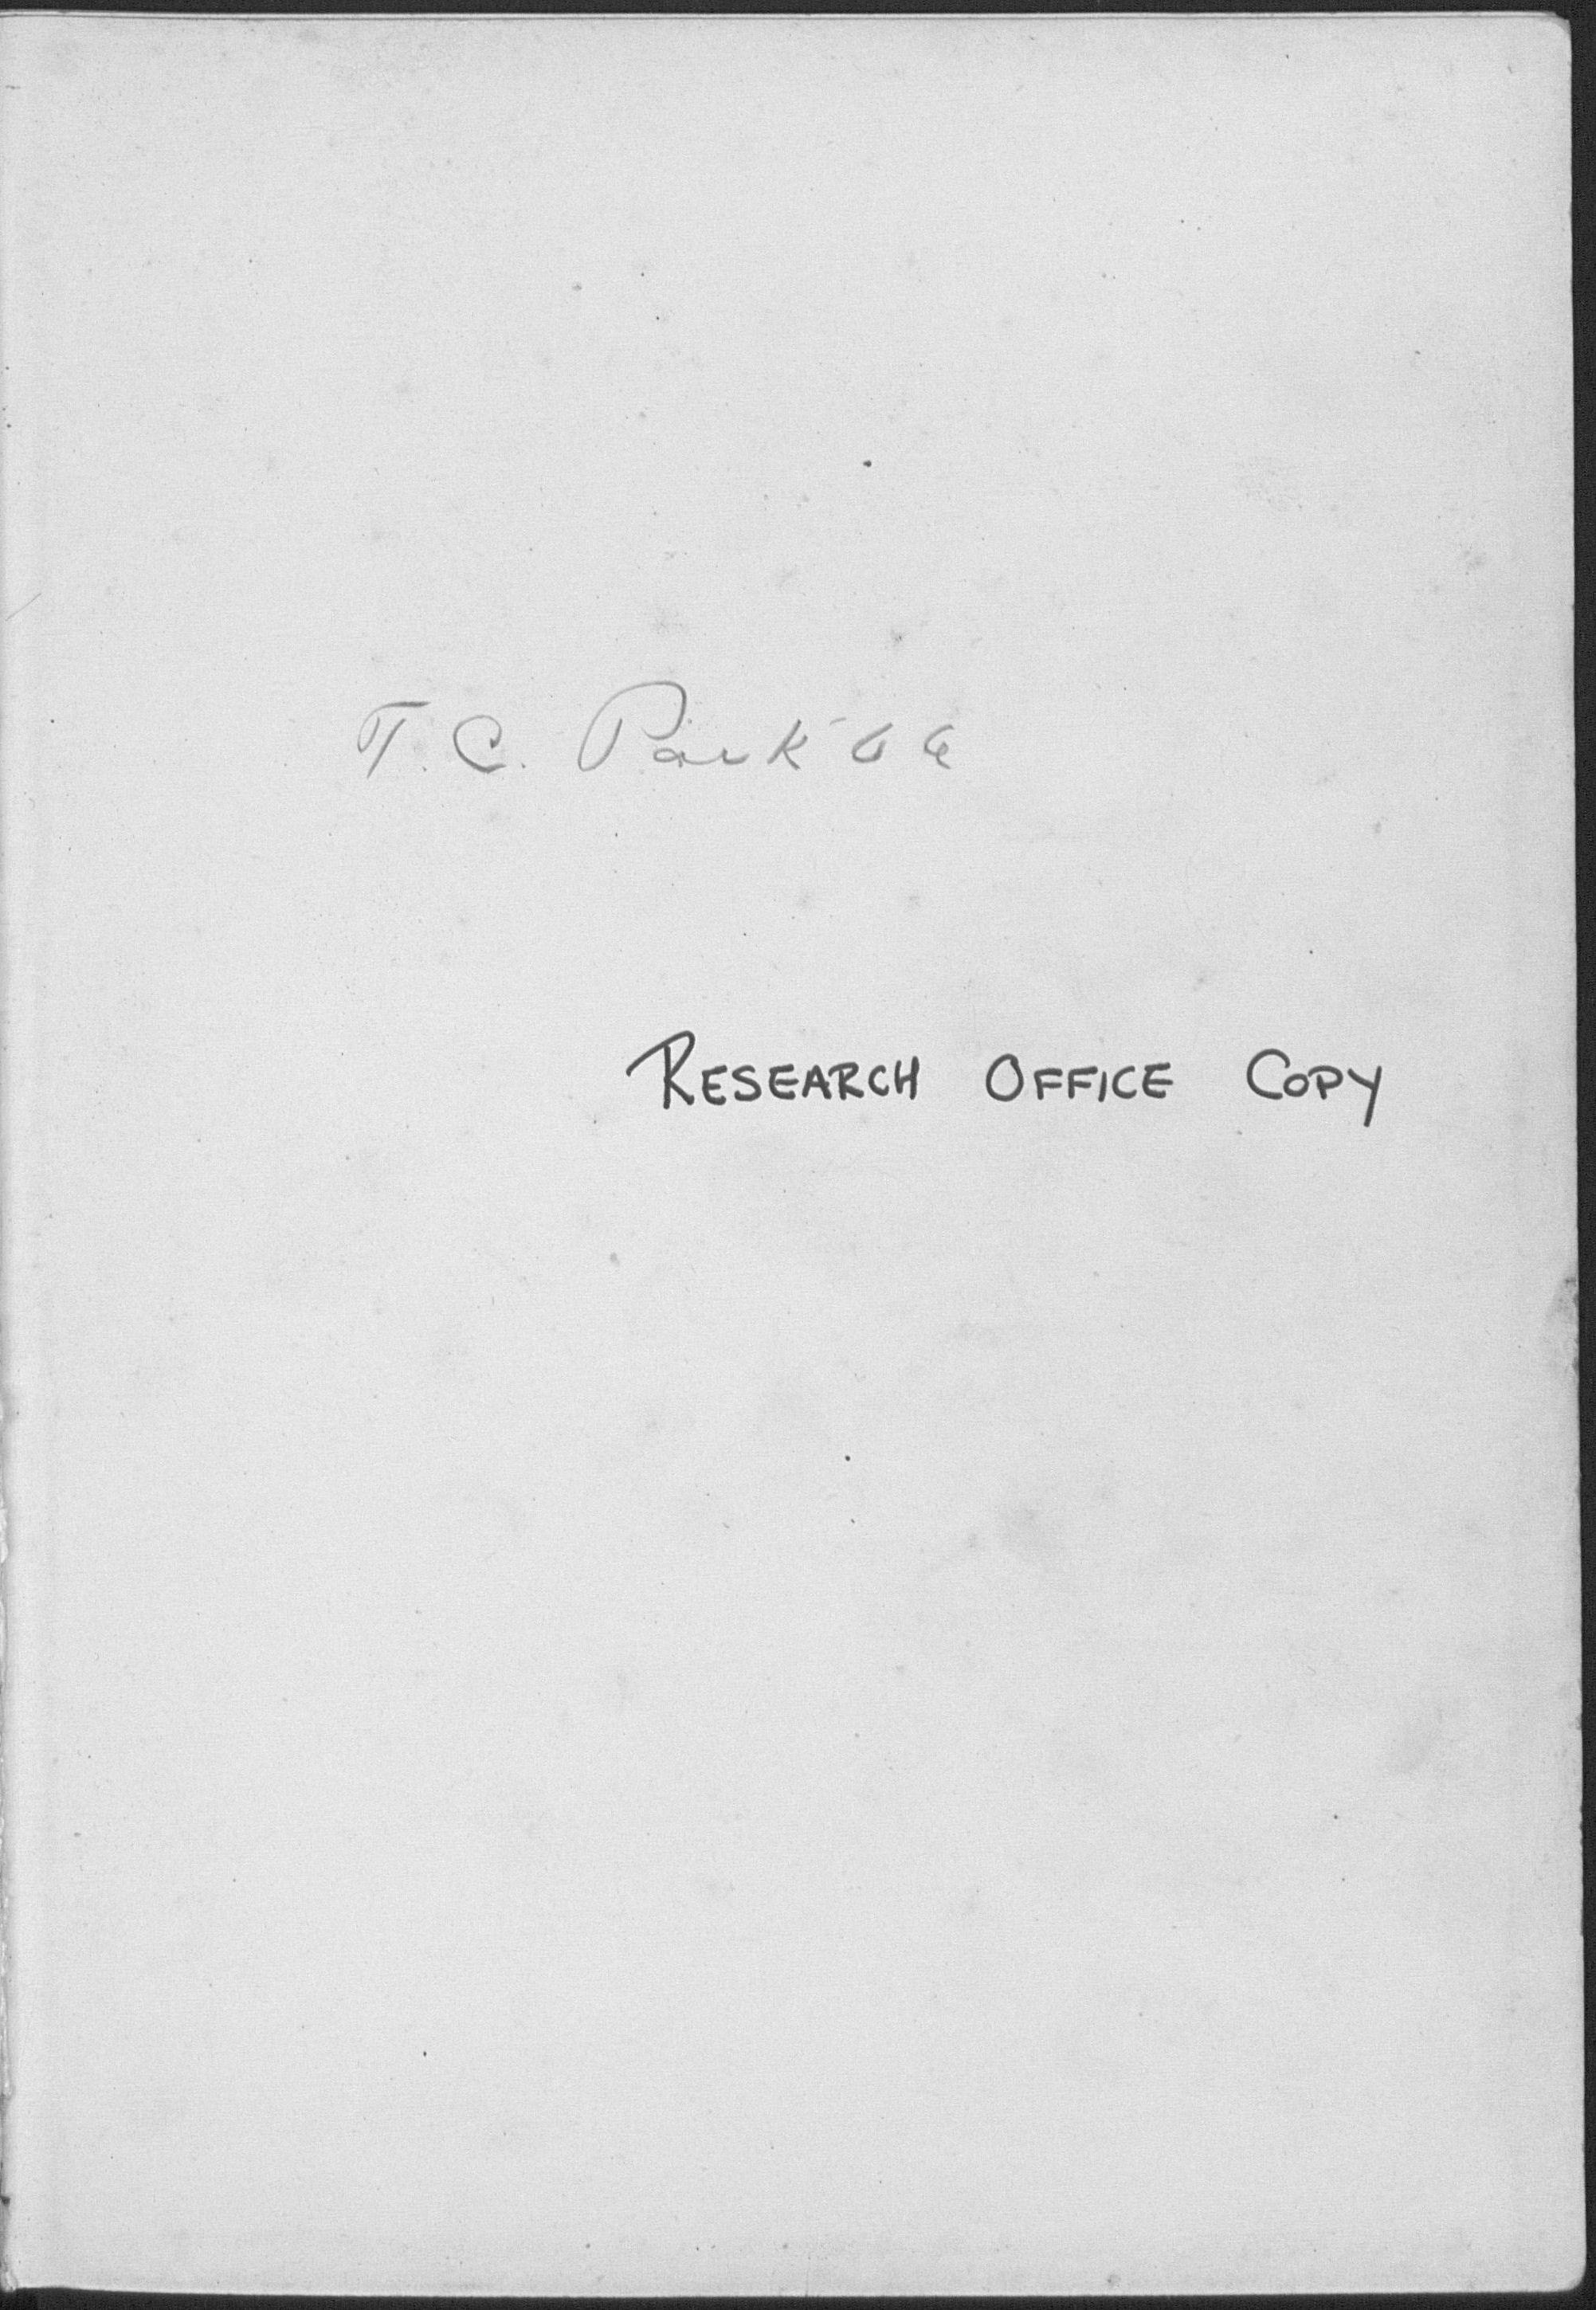 T. C. Park '66
RESEARCH OFFICE COPY